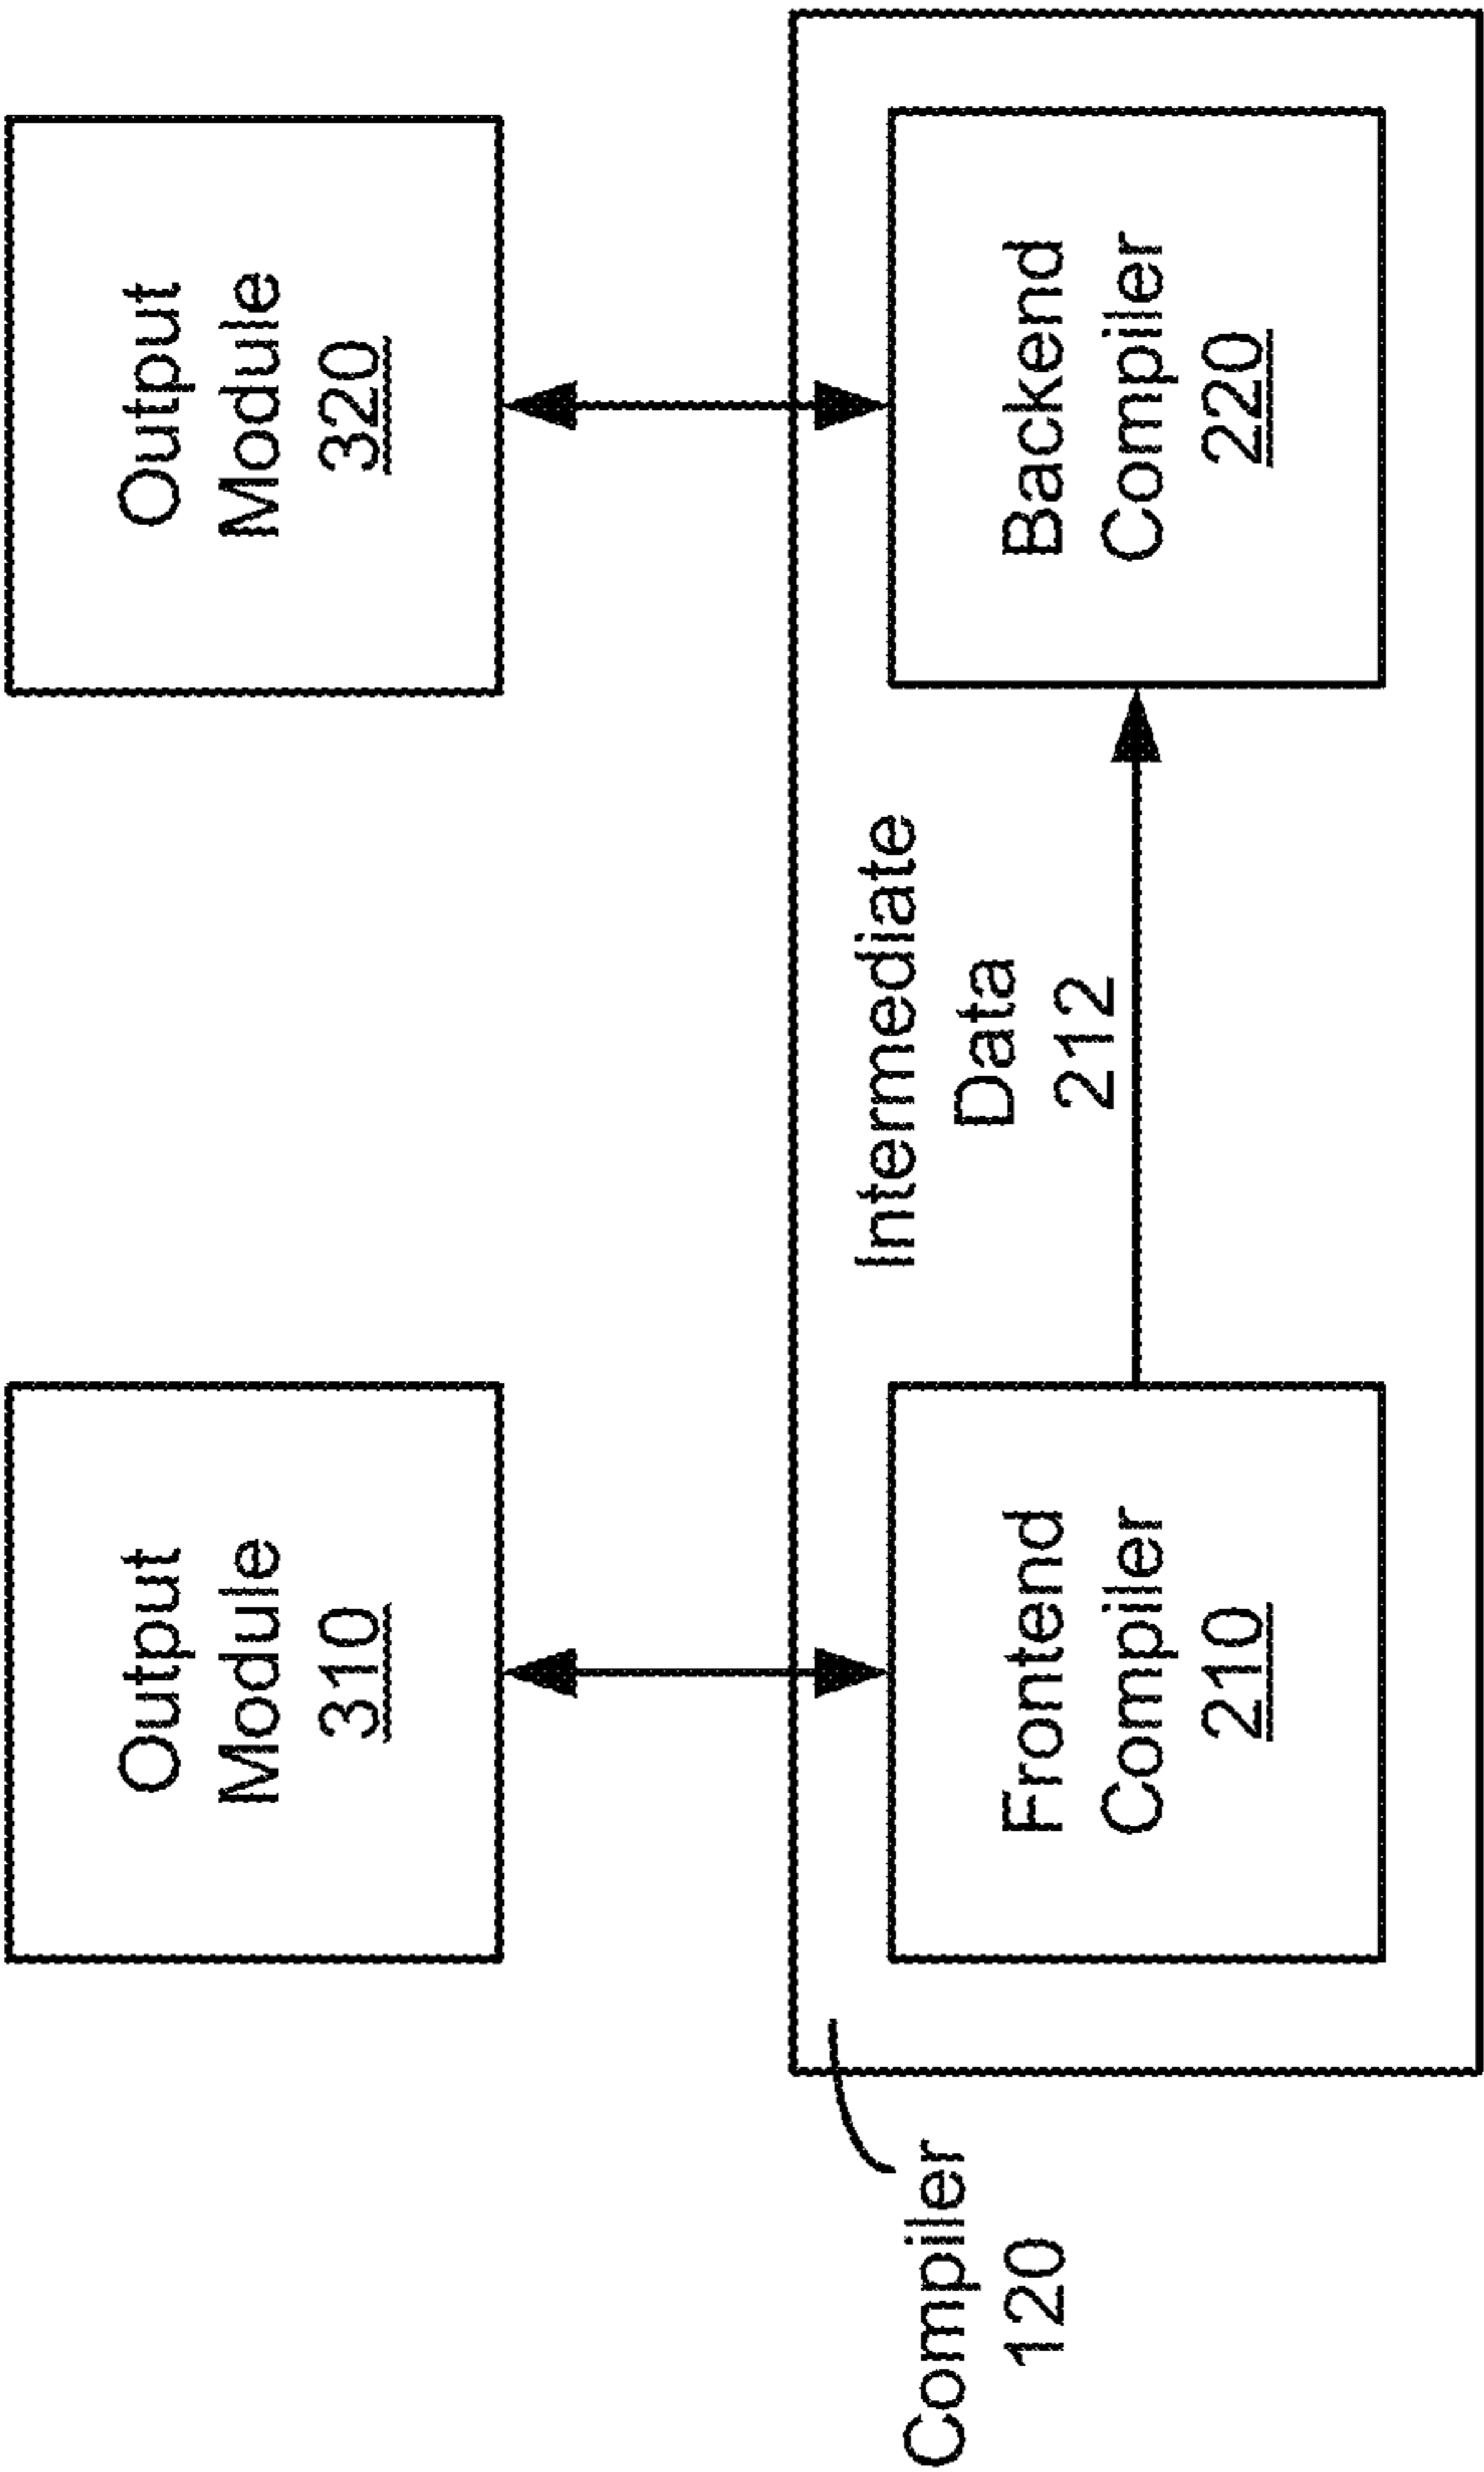 Output
Module
310
Output
Module
320
Compiler
120
Intermediate
Data
212
Frontend
Compiler
210
Backend
Compiler
220